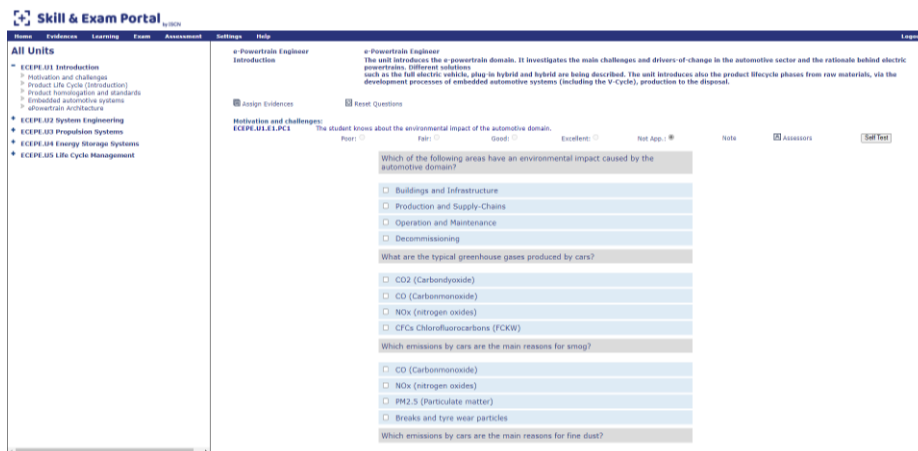 Skill & Exam Portal by ISCN
Home Evidences Learning Exam Assessment Settings Help Logout
All Units
ECEPE.U1 Introduction
Motivation and challenges
Product Life Cycle (Introduction)
Product homologation and standards
Embedded automotive systems
ePowertrain Architecture
ECEPE.U2 System Engineering
ECEPE.U3 Propulsion Systems
ECEPE.U4 Energy Storage Systems
ECEPE.U5 Life Cycle Management
e-Powertrain Engineer
Introduction
e-Powertrain Engineer
The unit introduces the e-powertrain domain. It investigates the main challenges and drivers-of-change in the automotive sector and the rationale behind electric
powertrains. Different solutions
such as the full electric vehicle, plug-in hybrid and hybrid are being described. The unit introduces also the product lifecycle phases from raw materials, via the
development processes of embedded automotive systems (including the V-Cycle), production to the disposal.
Assign Evidences Reset Questions
Motivation and challenges:
ECEPE.U1.E1.PC1 The student knows about the environmental impact of the automotive domain.
Poor: Fair: Good: Excellent: Not App.: Note Assessors Self Test
Which of the following areas have an environmental impact caused by the
automotive domain?
Buildings and Infrastructure
Production and Supply-Chains
Operation and Maintenance
Decommissioning
What are the typical greenhouse gases produced by cars?
CO2 (Carbondyoxide)
CO (Carbonmonoxide)
NOx (nitrogen oxides)
CFCs Chlorofluorocarbons (FCKW)
Which emissions by cars are the main reasons for smog?
CO (Carbonmonoxide)
NOx (nitrogen oxides)
PM2.5 (Particulate matter)
Breaks and tyre wear particles
Which emissions by cars are the main reasons for fine dust?